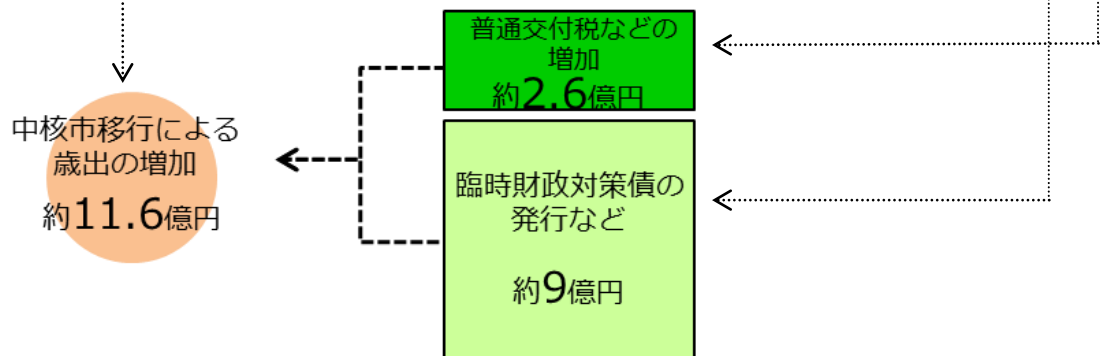 普通交付税などの
増加
約2.6億円
中核市移行による
歳出の増加
約11.6億円
臨時財政対策債の
発行など
約9億円